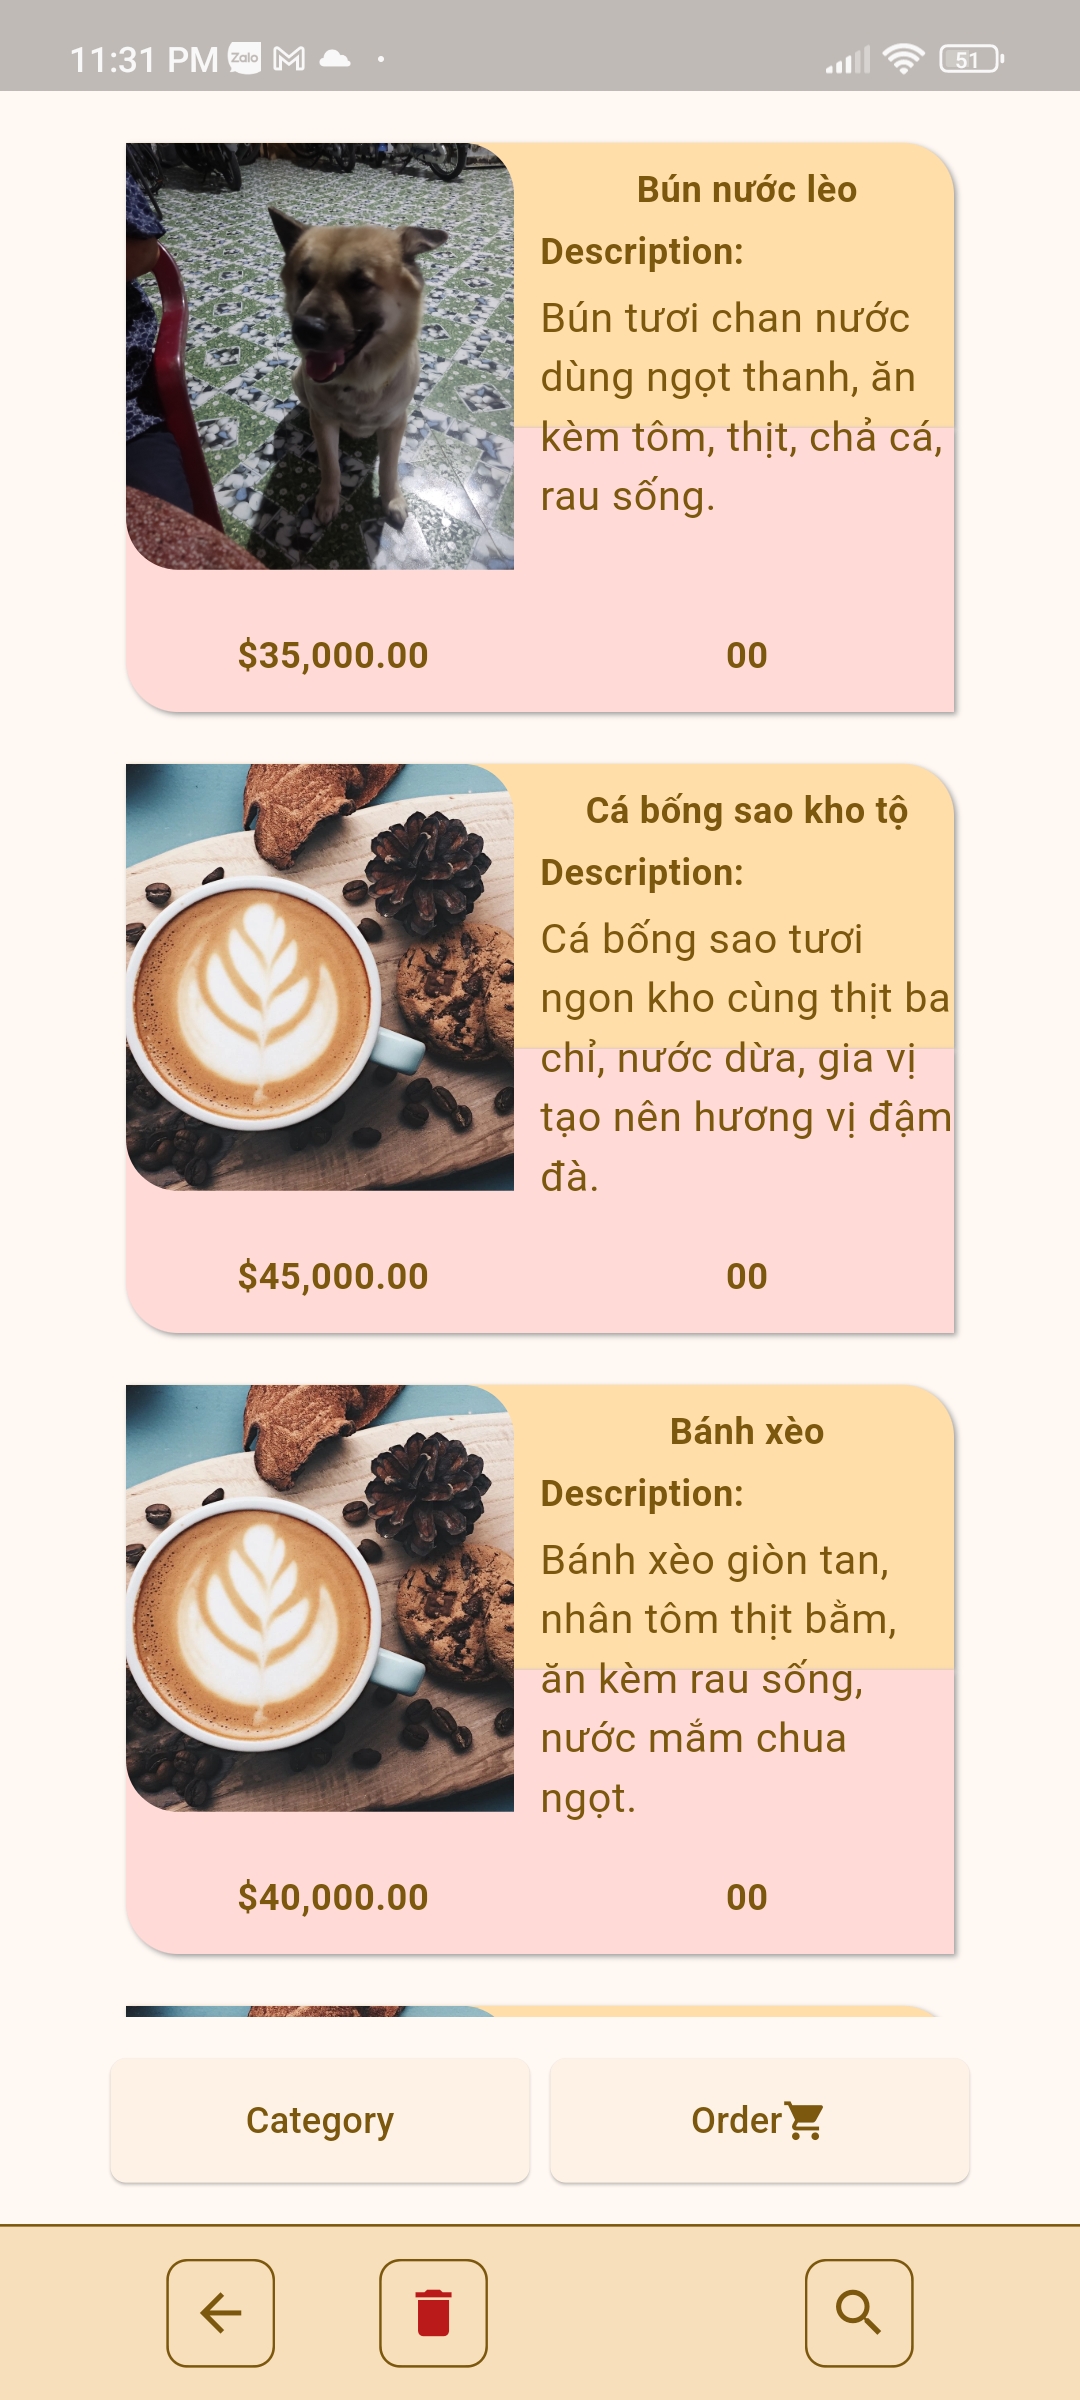 11:31 PM Zalo 51
Bún nước lèo
Description:
Bún tươi chan nước
dùng ngọt thanh, ăn
kèm tôm, thịt, chả cá,
rau sống.
$35,000.00 00
Cá bống sao kho tộ
Description:
Cá bống sao tươi
ngon kho cùng thịt ba
chỉ, nước dừa, gia vị
tạo nên hương vị đậm
đà.
$45,000.00 00
Bánh xèo
Description:
Bánh xèo giòn tan,
nhân tôm thịt bằm,
ăn kèm rau sống,
nước mắm chua
ngọt.
$40,000.00 00
Category Order